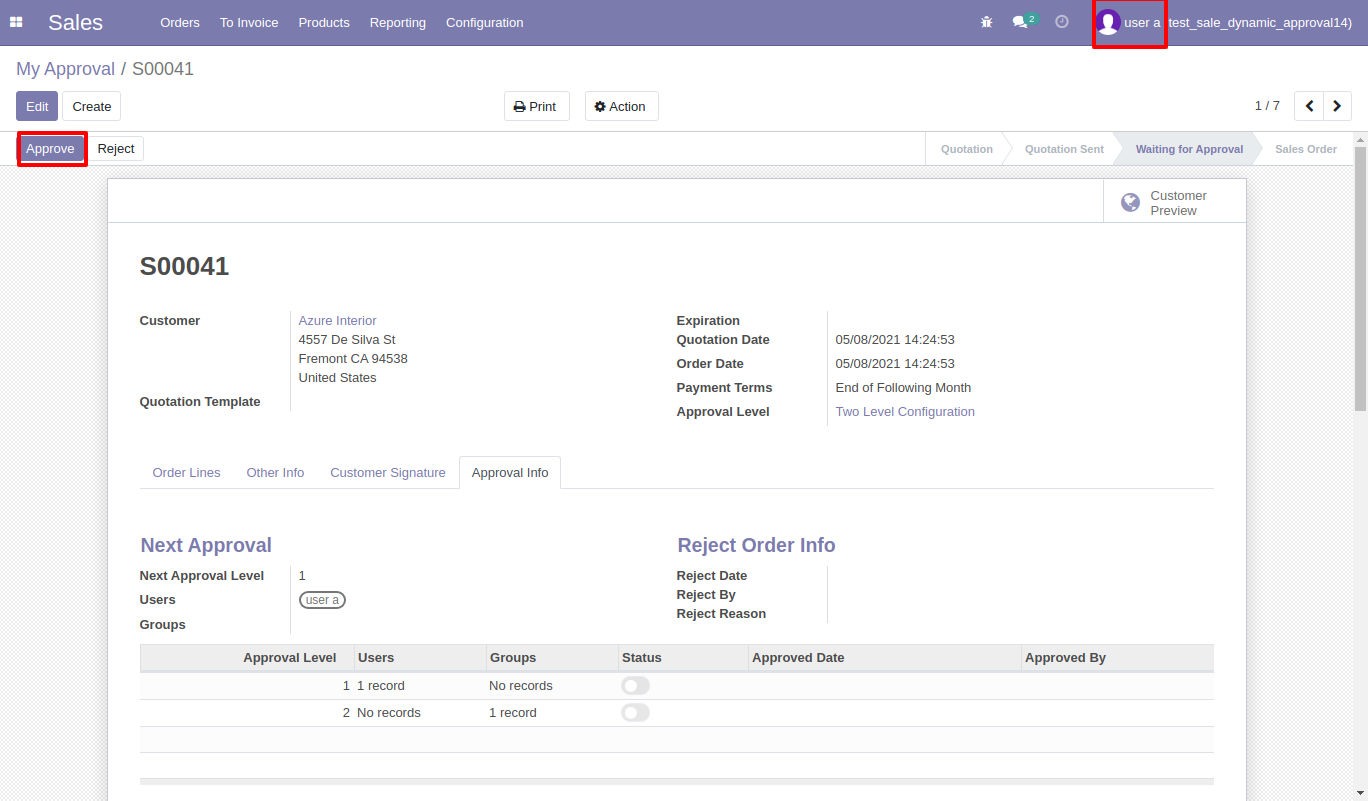 Sales Orders To Invoice Products Reporting Configuration 2 user a test_sale_dynamic_approval14)
My Approval / S00041
Edit Create Print Action 1 / 7
Approve Reject Quotation Quotation Sent Waiting for Approval Sales Order
Customer
Preview
S00041
Customer Azure Interior
4557 De Silva St
Fremont CA 94538
United States
Quotation Template
Expiration
Quotation Date 05/08/2021 14:24:53
Order Date 05/08/2021 14:24:53
Payment Terms End of Following Month
Approval Level Two Level Configuration
Order Lines Other Info Customer Signature Approval Info
Next Approval
Next Approval Level 1
Users user a
Groups
Reject Order Info
Reject Date
Reject By
Reject Reason
Approval Level Users Groups Status Approved Date Approved By
1 1 record No records
2 No records 1 record